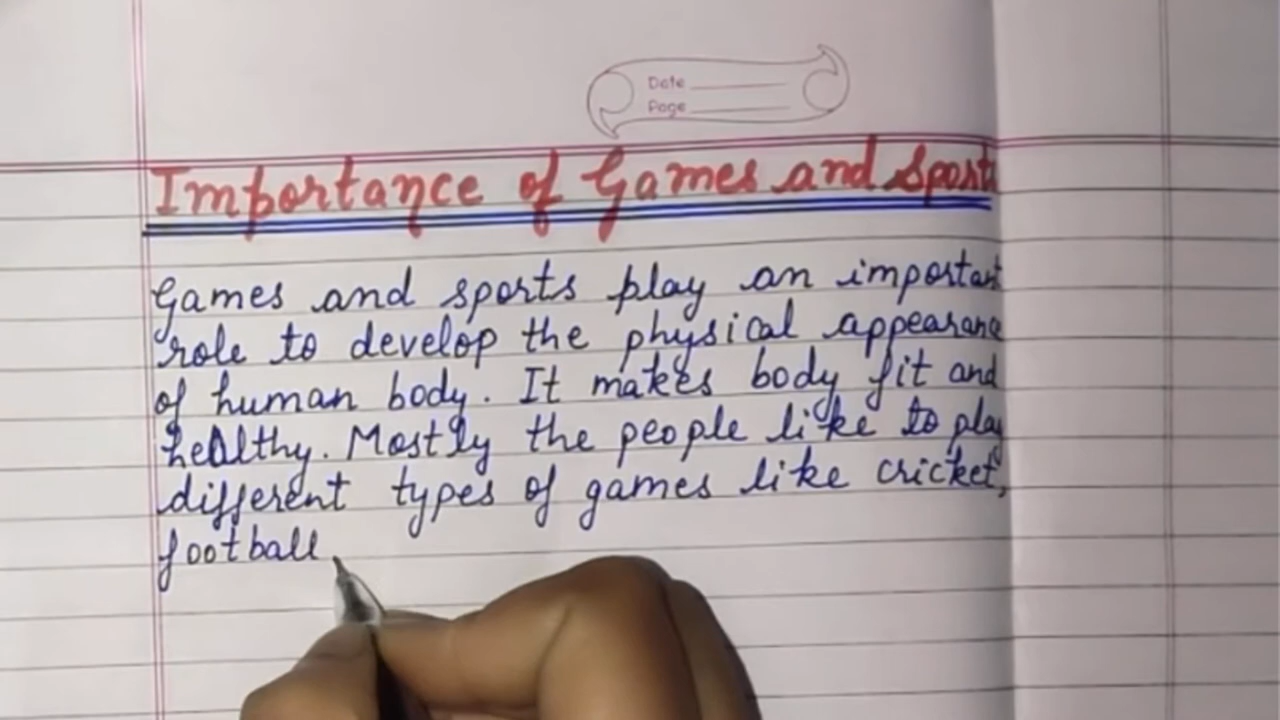 Date
Page
Importance of Games and Sports
Games and sports play an important
role to develop the physical appearance
of human body. It makes body fit and
healthy. Mostly the people like to play
different types of games like cricket,
football,